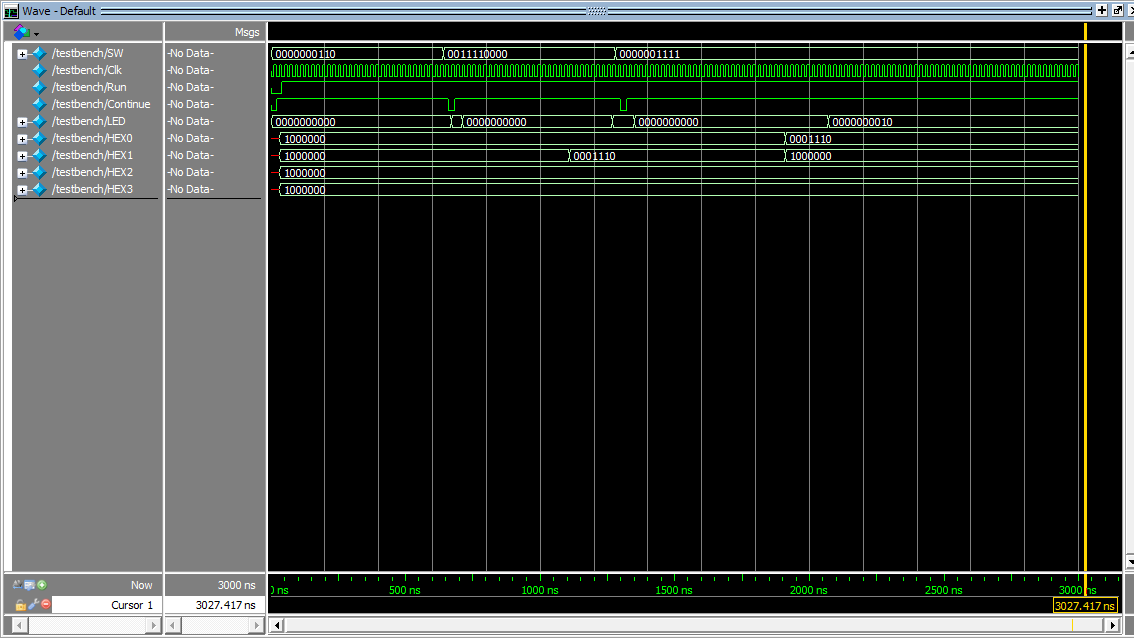 Wave - Default
Msgs
/testbench/SW -No Data- 0000000110 0011110000 0000001111
/testbench/Clk -No Data-
/testbench/Run -No Data-
/testbench/Continue -No Data-
/testbench/LED -No Data- 0000000000 0000000000 0000000000 0000000010
/testbench/HEX0 -No Data- 1000000 0001110
/testbench/HEX1 -No Data- 1000000 0001110 1000000
/testbench/HEX2 -No Data- 1000000
/testbench/HEX3 -No Data- 1000000
Now 3000 ns ns 500 ns 1000 ns 1500 ns 2000 ns 2500 ns 3000 ns
Cursor 1 3027.417 ns 3027.417 ns